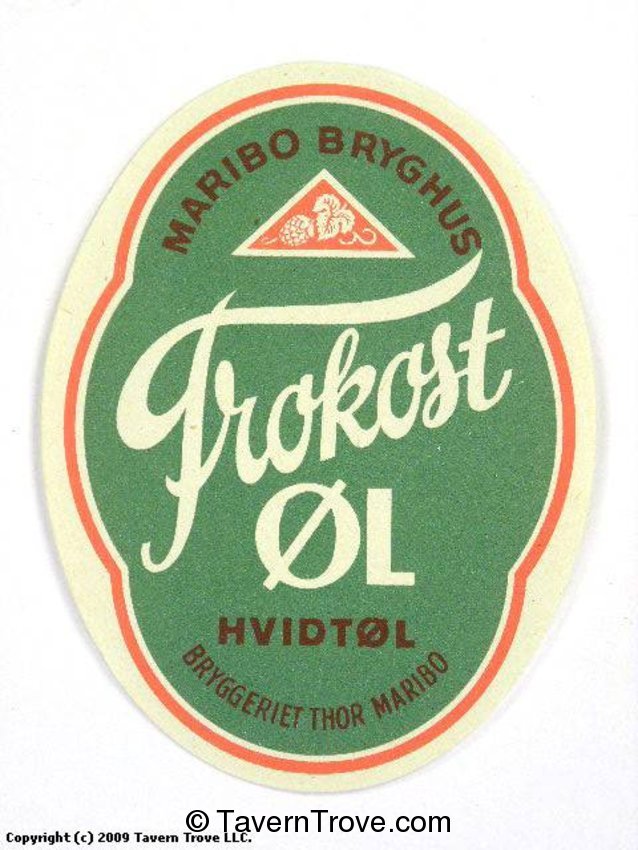 MARIBO BRYGHUS
Frokost
ØL
HVIDTØL
BRYGGERIET THOR MARIBO
© TavernTrove.com
Copyright (c) 2009 Tavern Trove LLC.